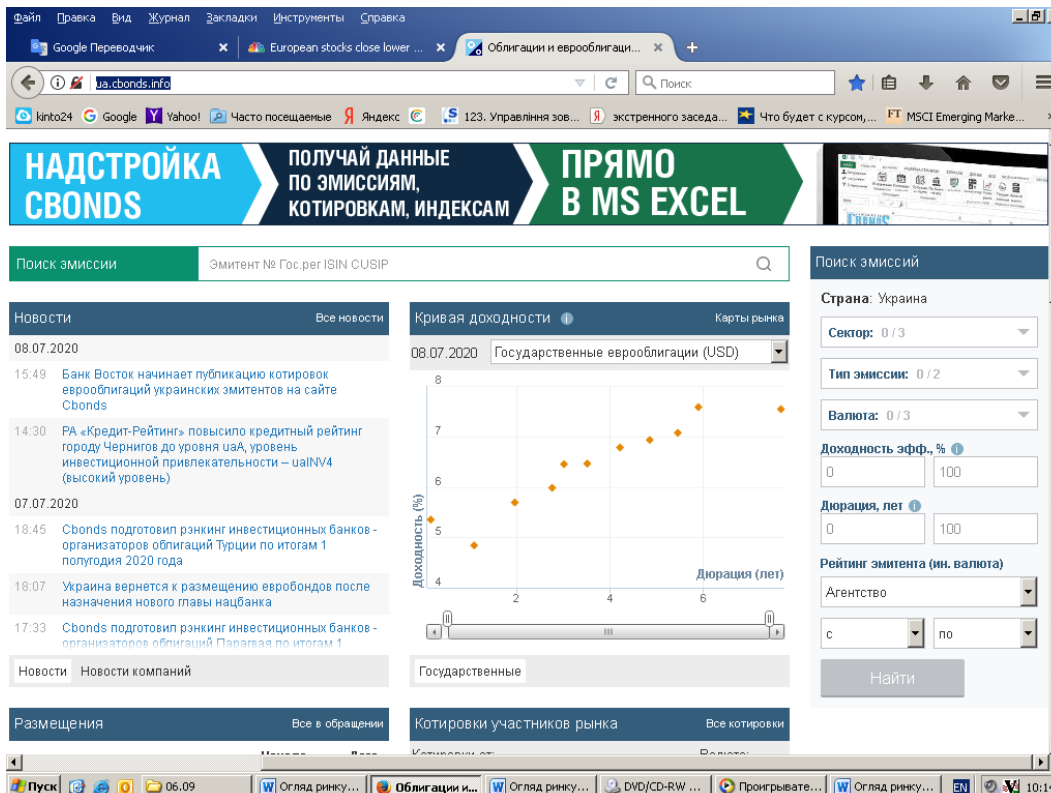 Файл Правка Вид Журнал Закладки Инструменты Справка
Google Переводчик
European stocks close lower ...
Облигации и еврооблигаци...
ua.cbonds.info
Поиск
kinto24 Google Yahoo! Часто посещаемые Яндекс 123. Управління зов... экстренного заседа... Что будет с курсом,... MSCI Emerging Marke...
НАДСТРОЙКА
CBONDS
ПОЛУЧАЙ ДАННЫЕ
ПО ЭМИССИЯМ,
КОТИРОВКАМ, ИНДЕКСАМ
ПРЯМО
В MS EXCEL
Поиск эмиссии
Эмитент № Гос.рег ISIN CUSIP
Новости Все новости
08.07.2020
15:49 Банк Восток начинает публикацию котировок
еврооблигаций украинских эмитентов на сайте
Cbonds
14:30 РА «Кредит-Рейтинг» повысило кредитный рейтинг
городу Чернигов до уровня uaA, уровень
инвестиционной привлекательности – uaINV4
(высокий уровень)
07.07.2020
18:45 Cbonds подготовил рэнкинг инвестиционных банков -
организаторов облигаций Турции по итогам 1
полугодия 2020 года
18:07 Украина вернется к размещению евробондов после
назначения нового главы нацбанка
17:33 Cbonds подготовил рэнкинг инвестиционных банков -
организаторов облигаций Парагвая по итогам 1
Новости Новости компаний
Кривая доходности Карты рынка
08.07.2020 Государственные еврооблигации (USD)
8
7
6
5
4
Доходность (%)
Дюрация (лет)
2 4 6
Государственные
Поиск эмиссий
Страна: Украина
Сектор: 0 / 3
Тип эмиссии: 0 / 2
Валюта: 0 / 3
Доходность эфф., %
0 100
Дюрация, лет
0 100
Рейтинг эмитента (ин. валюта)
Агентство
с по
Найти
Размещения Все в обращении
Котировки участников рынка Все котировки
Пуск 06.09 Огляд ринку... Облигации и... Огляд ринку... DVD/CD-RW ... Проигрывате... Огляд ринку... EN